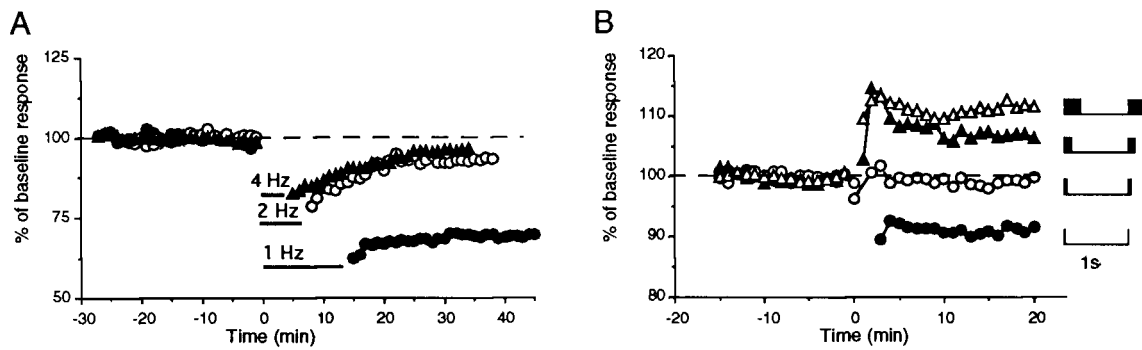 A
% of baseline response
125
100
75
50
4 Hz
2 Hz
1 Hz
-30 -20 -10 0 10 20 30 40
Time (min)
B
% of baseline response
120
110
100
90
80
-20 -10 0 10 20
Time (min)
1s